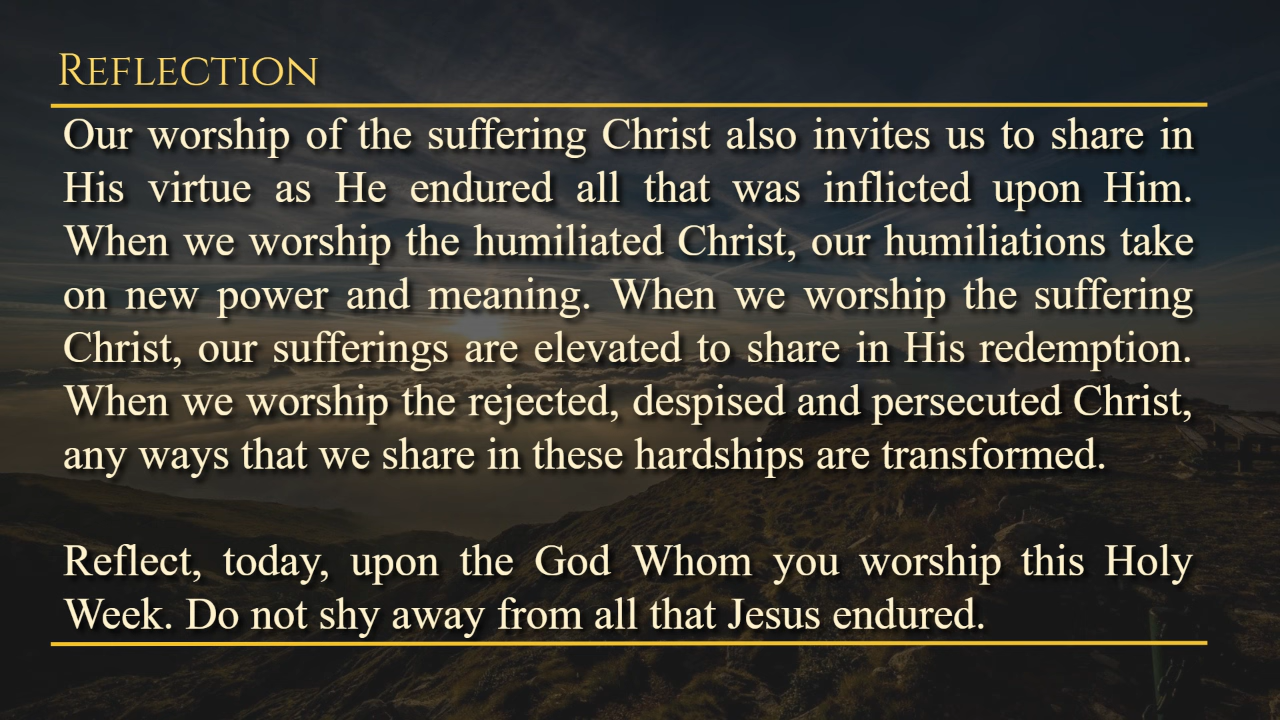 Reflection
Our worship of the suffering Christ also invites us to share in
His virtue as He endured all that was inflicted upon Him.
When we worship the humiliated Christ, our humiliations take
on new power and meaning. When we worship the suffering
Christ, our sufferings are elevated to share in His redemption.
When we worship the rejected, despised and persecuted Christ,
any ways that we share in these hardships are transformed.
Reflect, today, upon the God Whom you worship this Holy
Week. Do not shy away from all that Jesus endured.